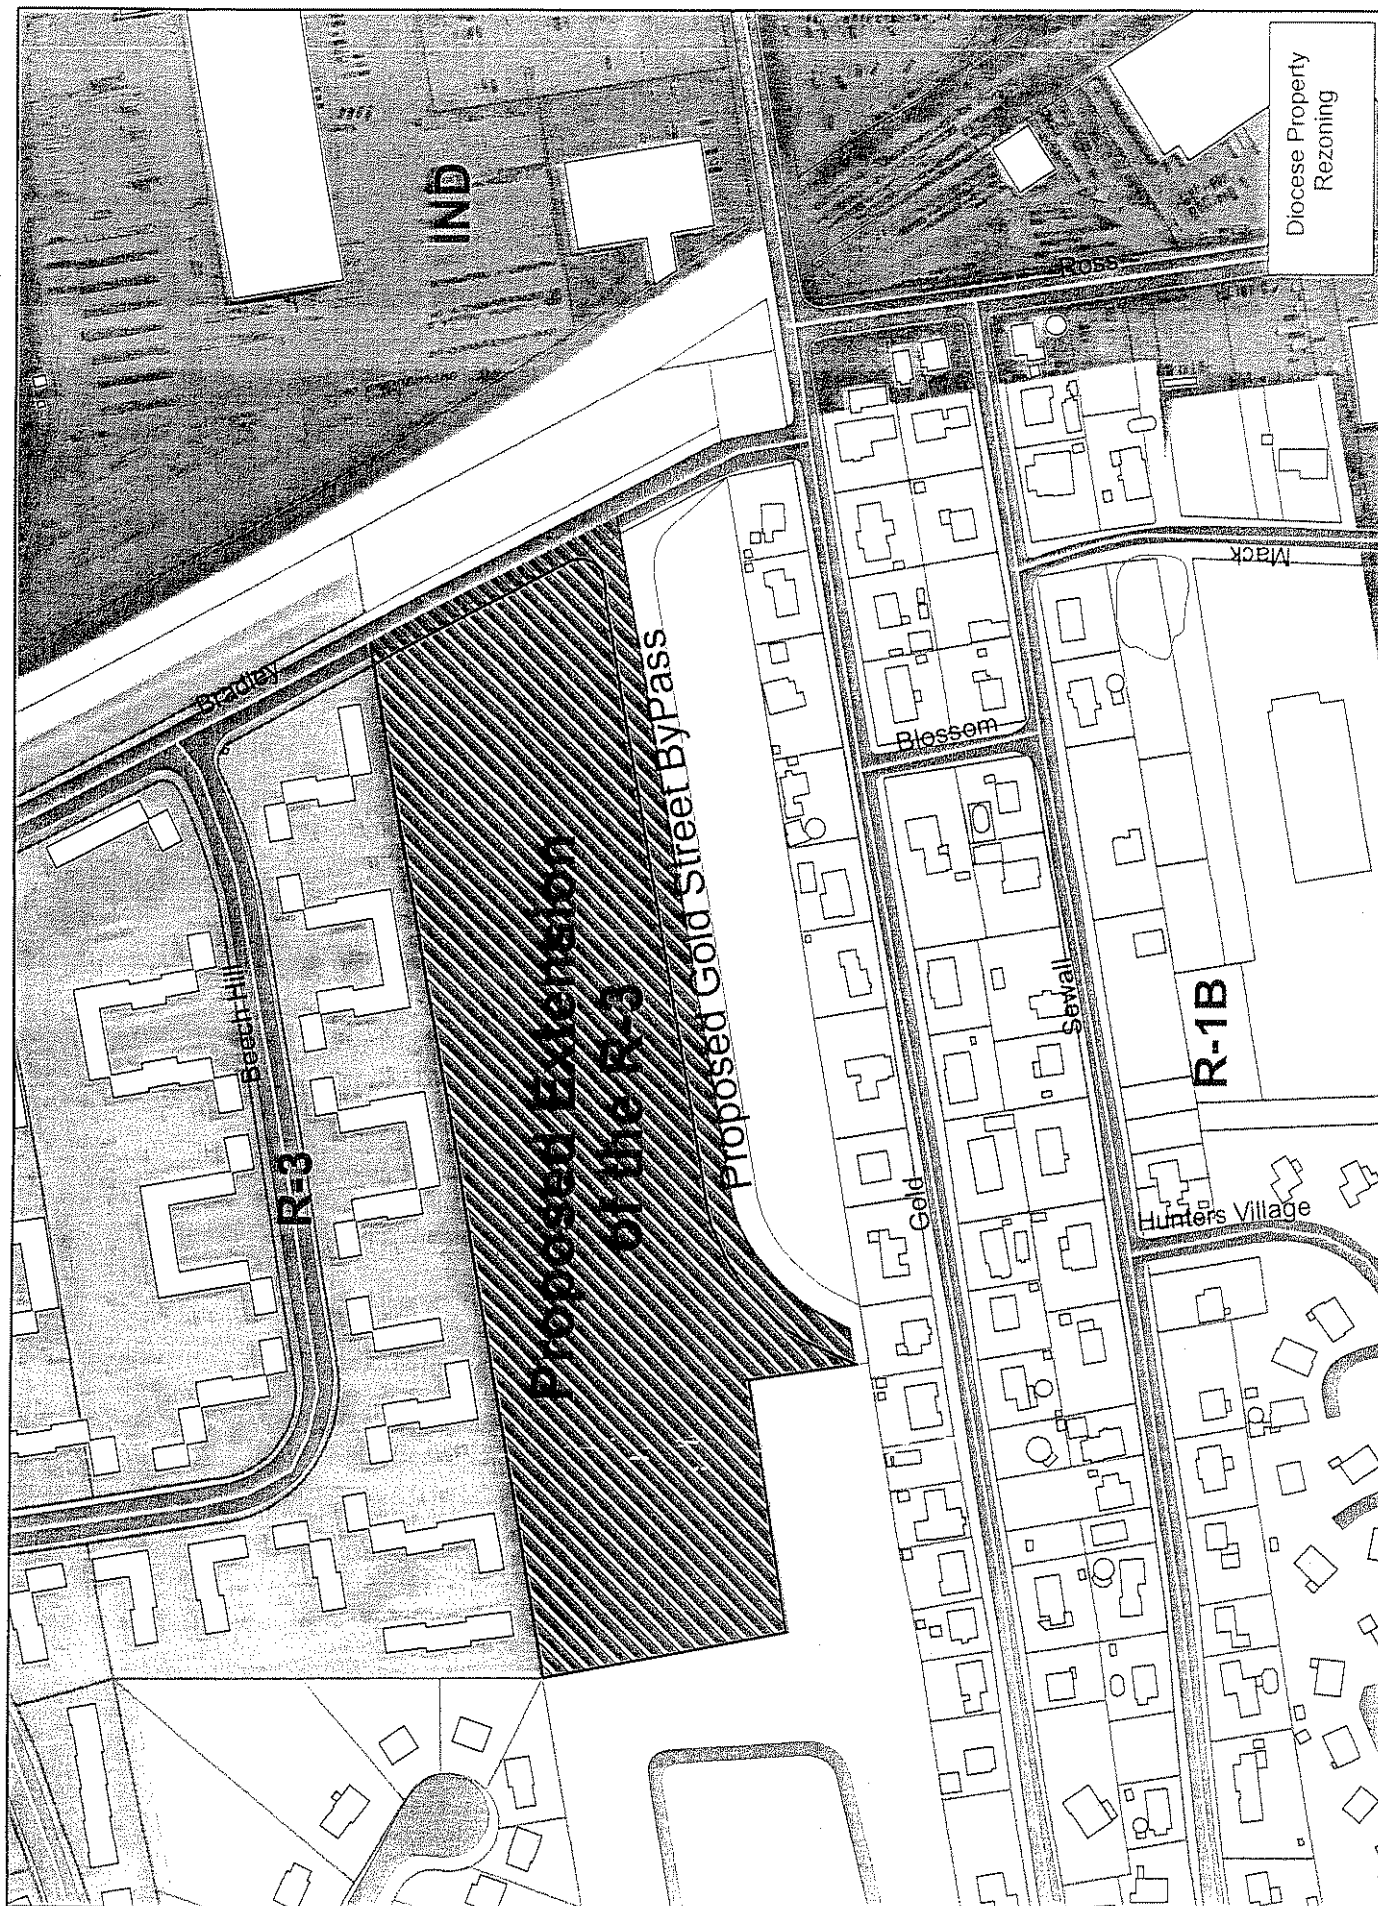 Diocese Property
Rezoning
IND
Ross
Bradley
Mack
Proposed Gold Street ByPass
Blossom
Proposed Extension
of the R-3
Beech Hill
Sewall
R-1B
R-3
Gold
Hunters Village